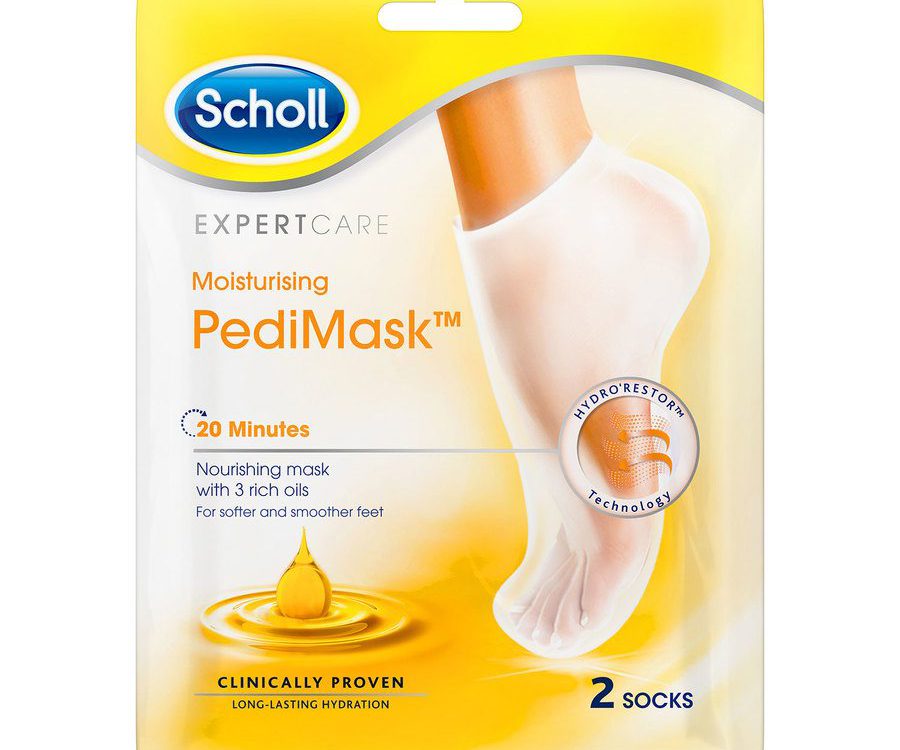 Scholl
EXPERTCARE
Moisturising
PediMask™
20 Minutes
HYDRO'RESTOR™
Technology
Nourishing mask
with 3 rich oils
For softer and smoother feet
CLINICALLY PROVEN
LONG-LASTING HYDRATION
2 SOCKS